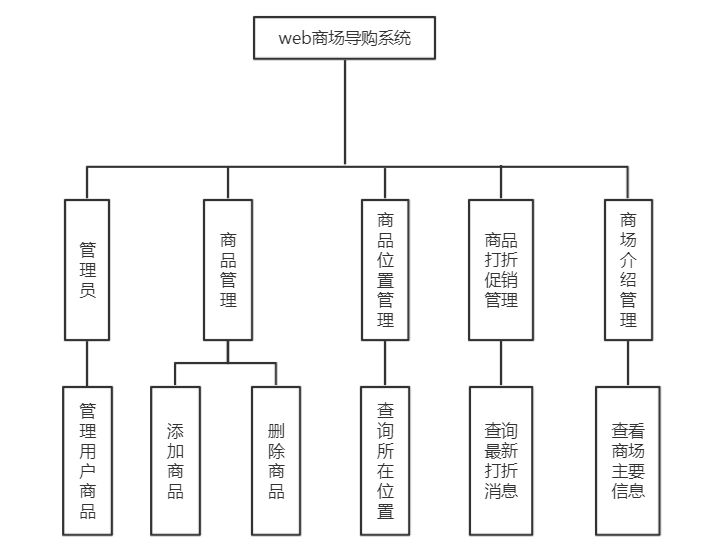 web商场导购系统
管理员
商品管理
商品位置管理
商品
打折
促销
管理
商场介绍管理
管理用户商品
添加商品
删除商品
查询所在位置
查询
最新
打折
消息
查看
商场
主要
信息